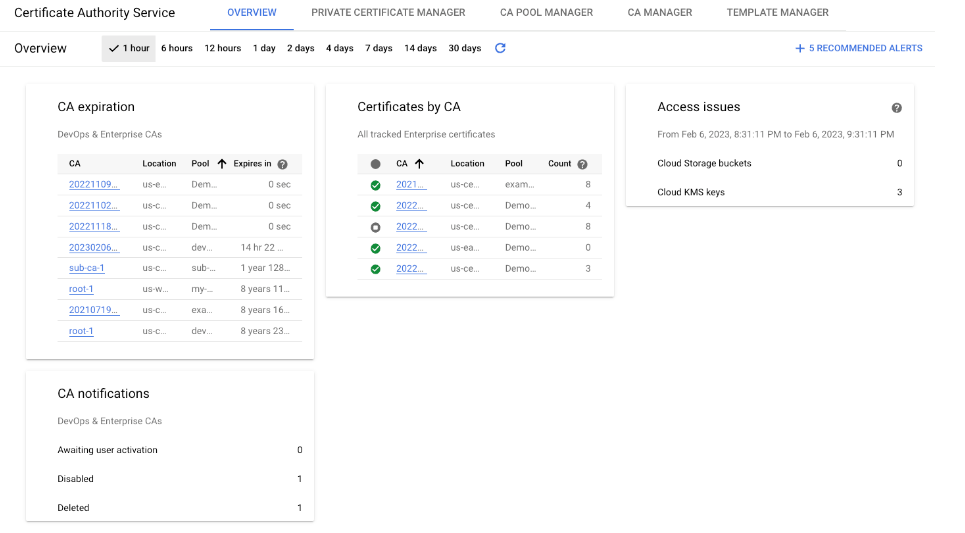 Certificate Authority Service OVERVIEW PRIVATE CERTIFICATE MANAGER CA POOL MANAGER CA MANAGER TEMPLATE MANAGER
Overview 1 hour 6 hours 12 hours 1 day 2 days 4 days 7 days 14 days 30 days + 5 RECOMMENDED ALERTS
CA expiration
DevOps & Enterprise CAs
CA Location Pool Expires in
20221109... us-e... Dem... 0 sec
20221102... us-c... Dem... 0 sec
20221118... us-c... Dem... 0 sec
20230206... us-c... dev... 14 hr 22 ...
sub-ca-1 us-c... sub-... 1 year 128...
root-1 us-w... my-... 8 years 11...
20210719... us-c... exa... 8 years 16...
root-1 us-c... dev... 8 years 23...
Certificates by CA
All tracked Enterprise certificates
CA Location Pool Count
2021... us-ce... exam... 8
2022... us-ce... Demo... 4
2022... us-ce... Demo... 8
2022... us-ea... Demo... 0
2022... us-ce... Demo... 3
Access issues
From Feb 6, 2023, 8:31:11 PM to Feb 6, 2023, 9:31:11 PM
Cloud Storage buckets 0
Cloud KMS keys 3
CA notifications
DevOps & Enterprise CAs
Awaiting user activation 0
Disabled 1
Deleted 1